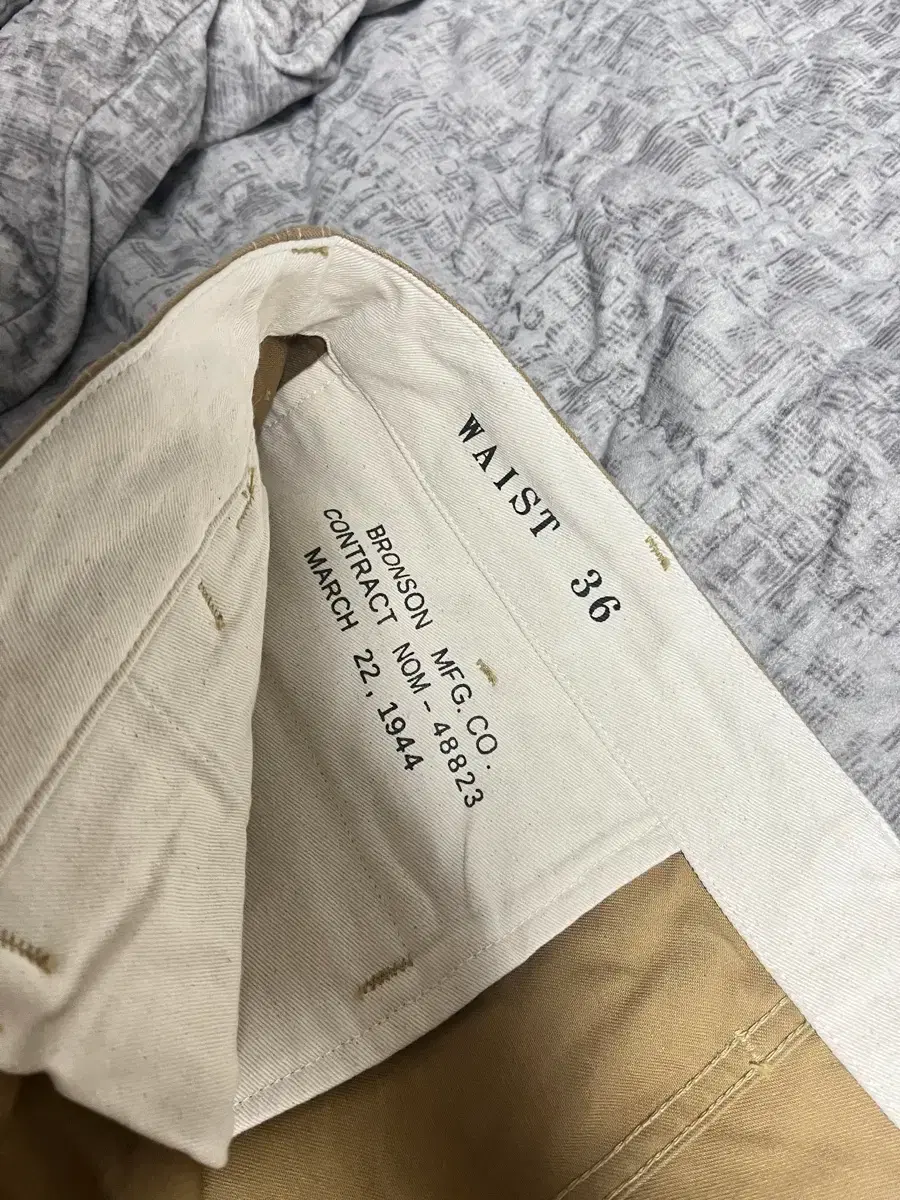 WAIST 36
BRONSON MFG. CO.
CONTRACT NOM-48823
MARCH 22, 1944